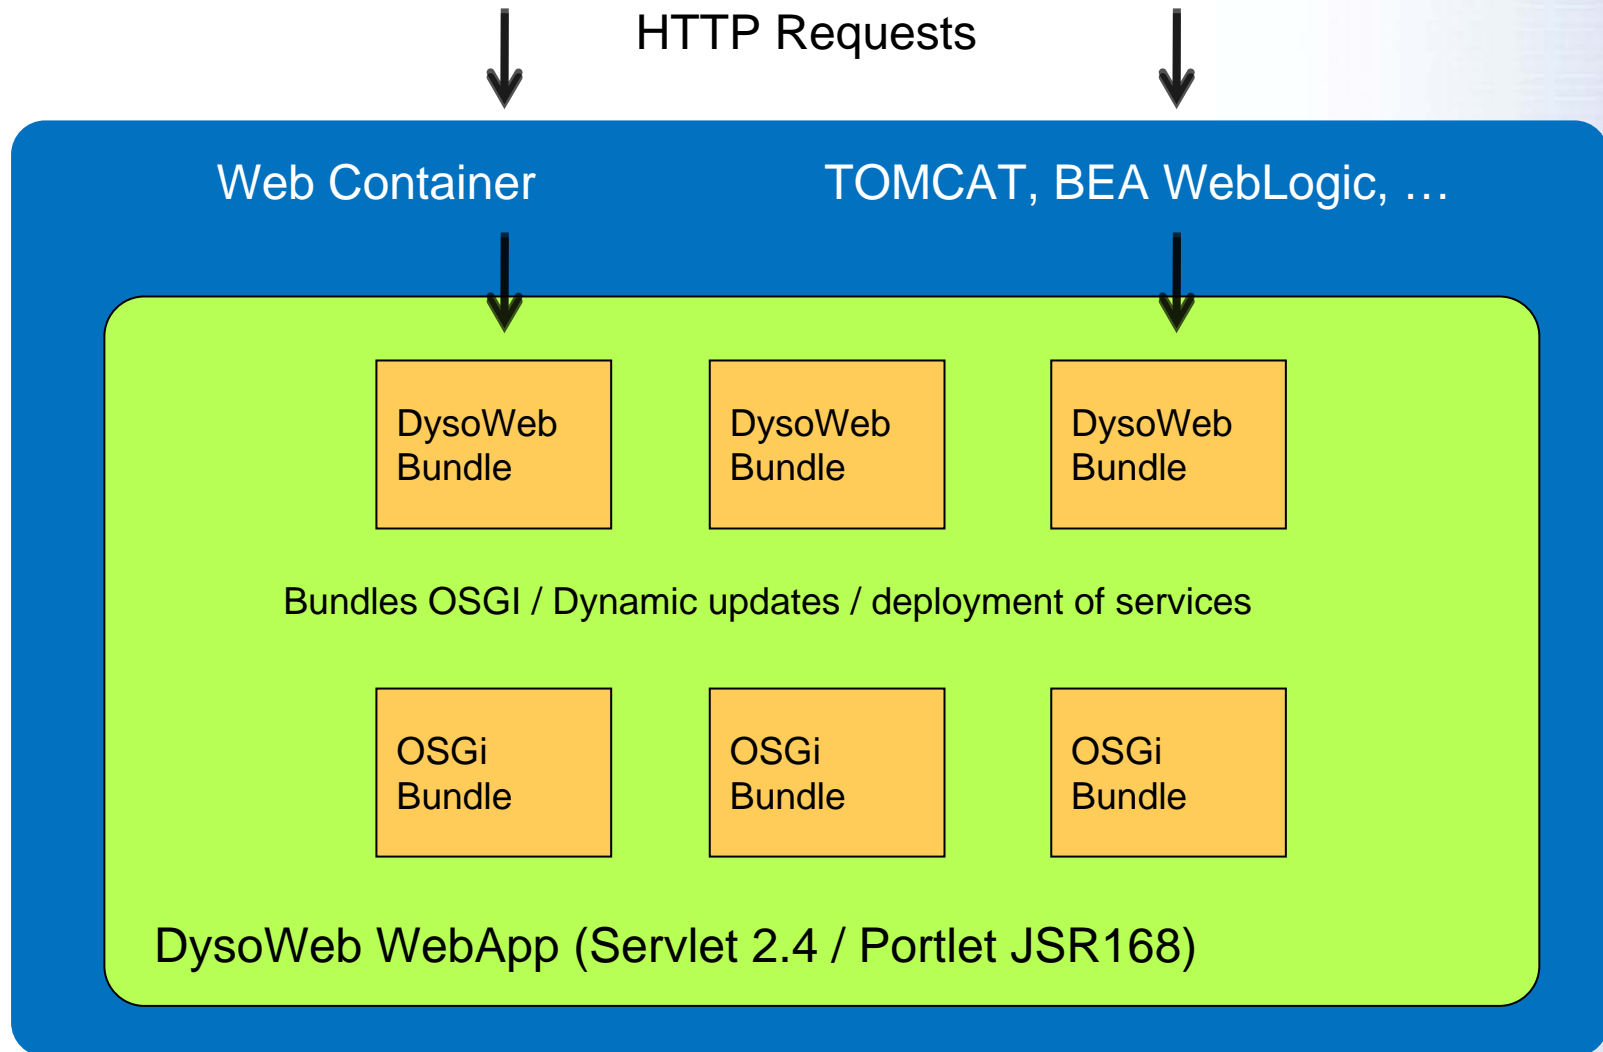 HTTP Requests
Web Container
TOMCAT, BEA WebLogic, …
DysoWeb
Bundle
DysoWeb
Bundle
DysoWeb
Bundle
Bundles OSGI / Dynamic updates / deployment of services
OSGi
Bundle
OSGi
Bundle
OSGi
Bundle
DysoWeb WebApp (Servlet 2.4 / Portlet JSR168)